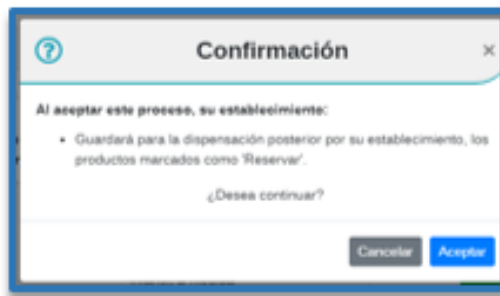 Confirmación
×
Al aceptar este proceso, su establecimiento:
• Guardará para la dispensación posterior por su establecimiento, los
productos marcados como 'Reservar'.
¿Desea continuar?
Cancelar Aceptar